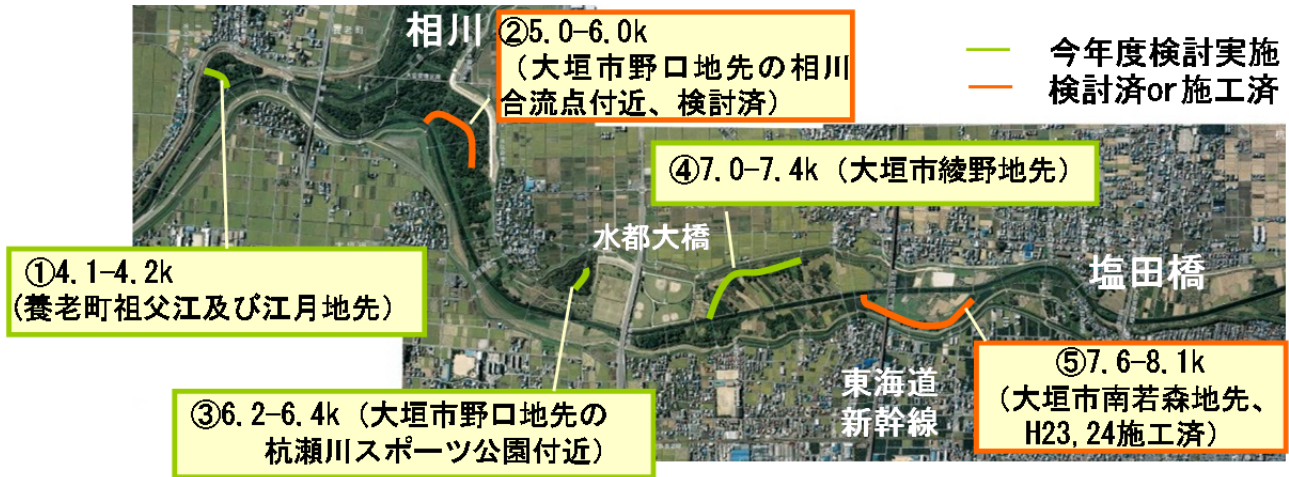 相川
②5.0-6.0k
（大垣市野口地先の相川
合流点付近、検討済）
今年度検討実施
検討済or施工済
④7.0-7.4k（大垣市綾野地先）
水都大橋
①4.1-4.2k
(養老町祖父江及び江月地先）
塩田橋
③6.2-6.4k（大垣市野口地先の
杭瀬川スポーツ公園付近）
東海道
新幹線
⑤7.6-8.1k
（大垣市南若森地先、
H23,24施工済）